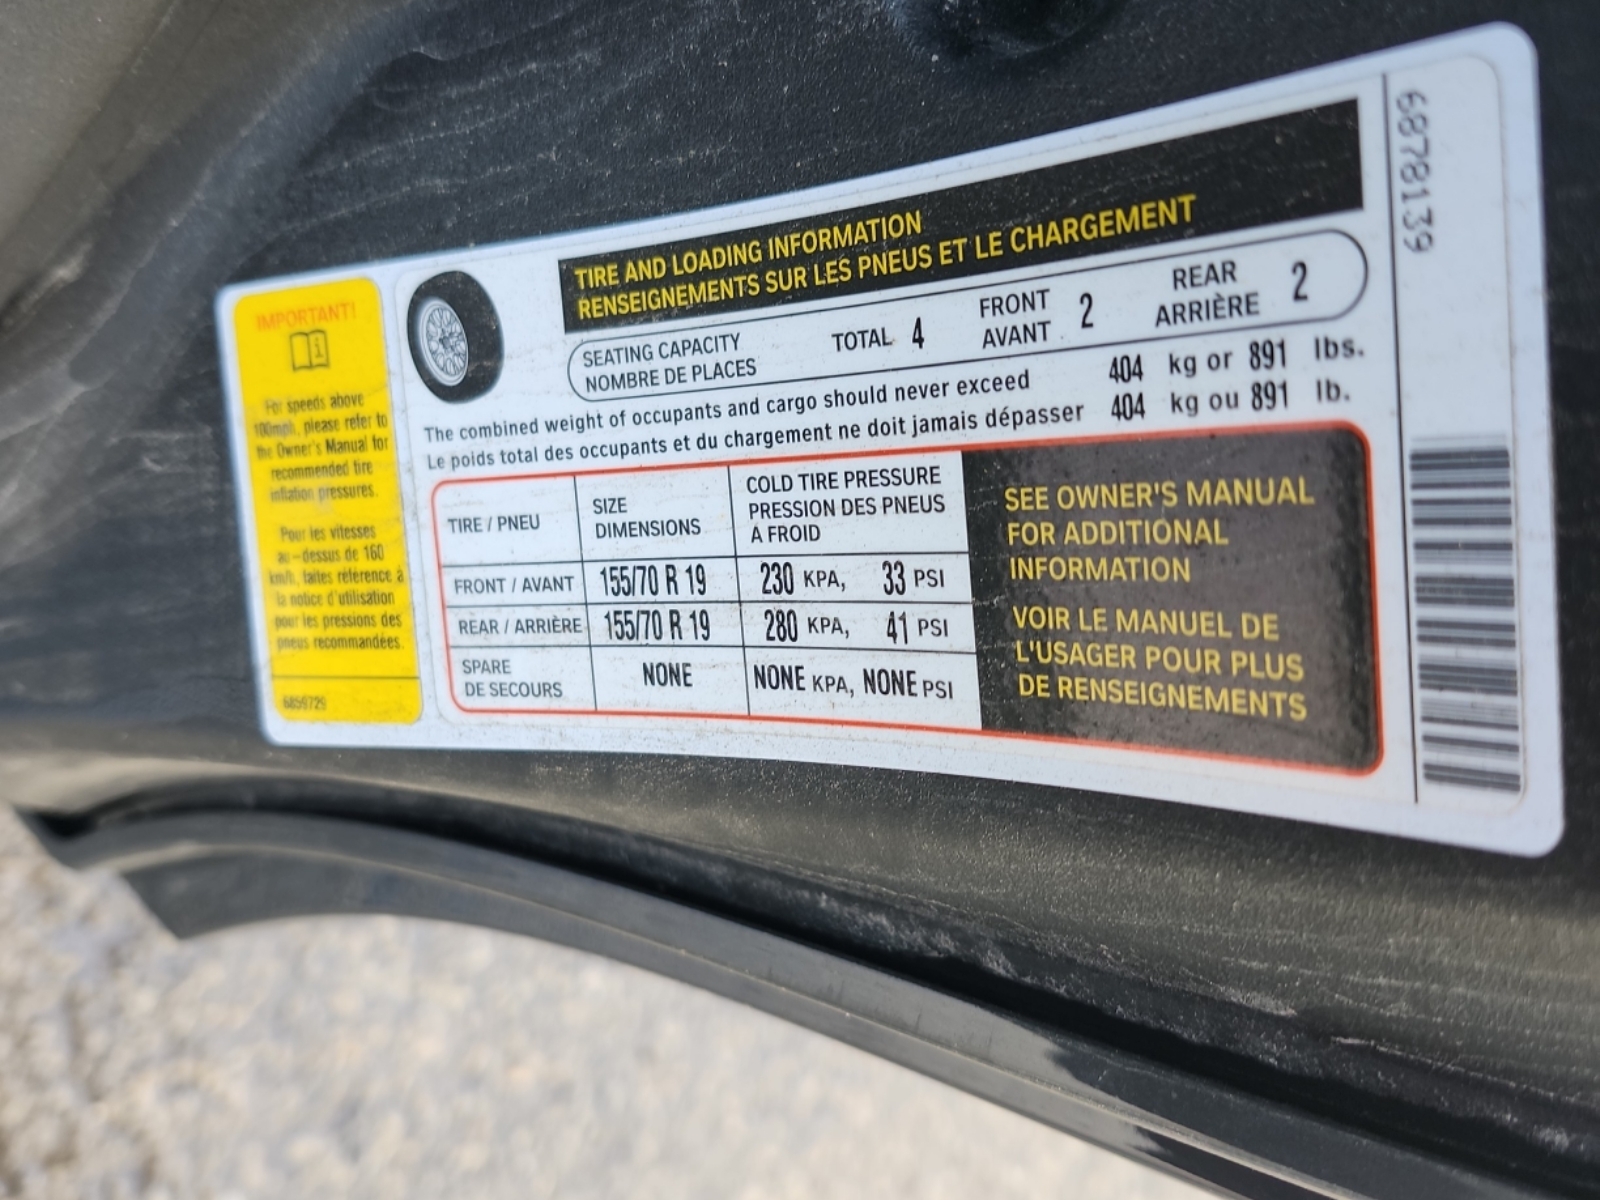 IMPORTANT!
For speeds above
100mph, please refer to
the Owner's Manual for
recommended tire
inflation pressures.
Pour les vitesses
au-dessus de 160
km/h, faites référence à
la notice d'utilisation
pour les pressions des
pneus recommandées.
6856729
TIRE AND LOADING INFORMATION
RENSEIGNEMENTS SUR LES PNEUS ET LE CHARGEMENT
SEATING CAPACITY
NOMBRE DE PLACES
TOTAL 4
FRONT
AVANT 2
REAR
ARRIÈRE 2
The combined weight of occupants and cargo should never exceed 404 kg or 891 lbs.
Le poids total des occupants et du chargement ne doit jamais dépasser 404 kg ou 891 lb.
TIRE / PNEU
SIZE
DIMENSIONS
COLD TIRE PRESSURE
PRESSION DES PNEUS
À FROID
FRONT / AVANT 155/70 R 19 230 KPA, 33 PSI
REAR / ARRIÈRE 155/70 R 19 280 KPA, 41 PSI
SPARE
DE SECOURS NONE NONE KPA, NONE PSI
SEE OWNER'S MANUAL
FOR ADDITIONAL
INFORMATION
VOIR LE MANUEL DE
L'USAGER POUR PLUS
DE RENSEIGNEMENTS
6878139